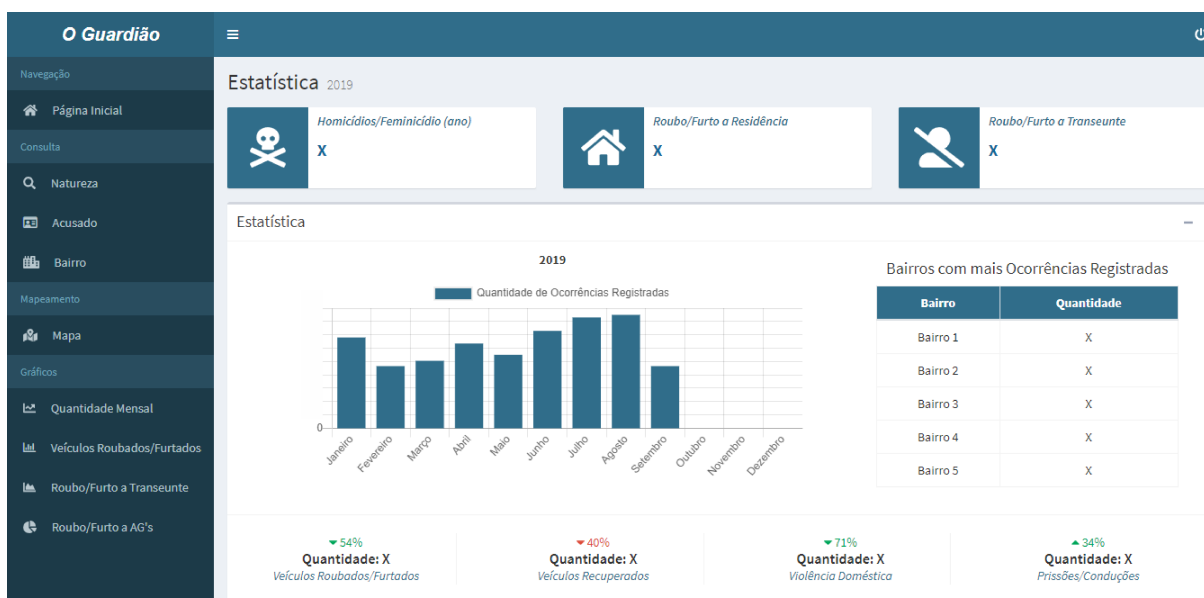 O Guardião
Navegação
Página Inicial
Consulta
Natureza
Acusado
Bairro
Mapeamento
Mapa
Gráficos
Quantidade Mensal
Veículos Roubados/Furtados
Roubo/Furto a Transeunte
Roubo/Furto a AG's
Estatística 2019
Homicídios/Feminicídio (ano)
X
Roubo/Furto a Residência
X
Roubo/Furto a Transeunte
X
Estatística
2019
Quantidade de Ocorrências Registradas
0
Janeiro
Fevereiro
Março
Abril
Maio
Junho
Julho
Agosto
Setembro
Outubro
Novembro
Dezembro
Bairros com mais Ocorrências Registradas
Bairro Quantidade
Bairro 1 X
Bairro 2 X
Bairro 3 X
Bairro 4 X
Bairro 5 X
54%
Quantidade: X
Veículos Roubados/Furtados
40%
Quantidade: X
Veículos Recuperados
71%
Quantidade: X
Violência Doméstica
34%
Quantidade: X
Prissões/Conduções